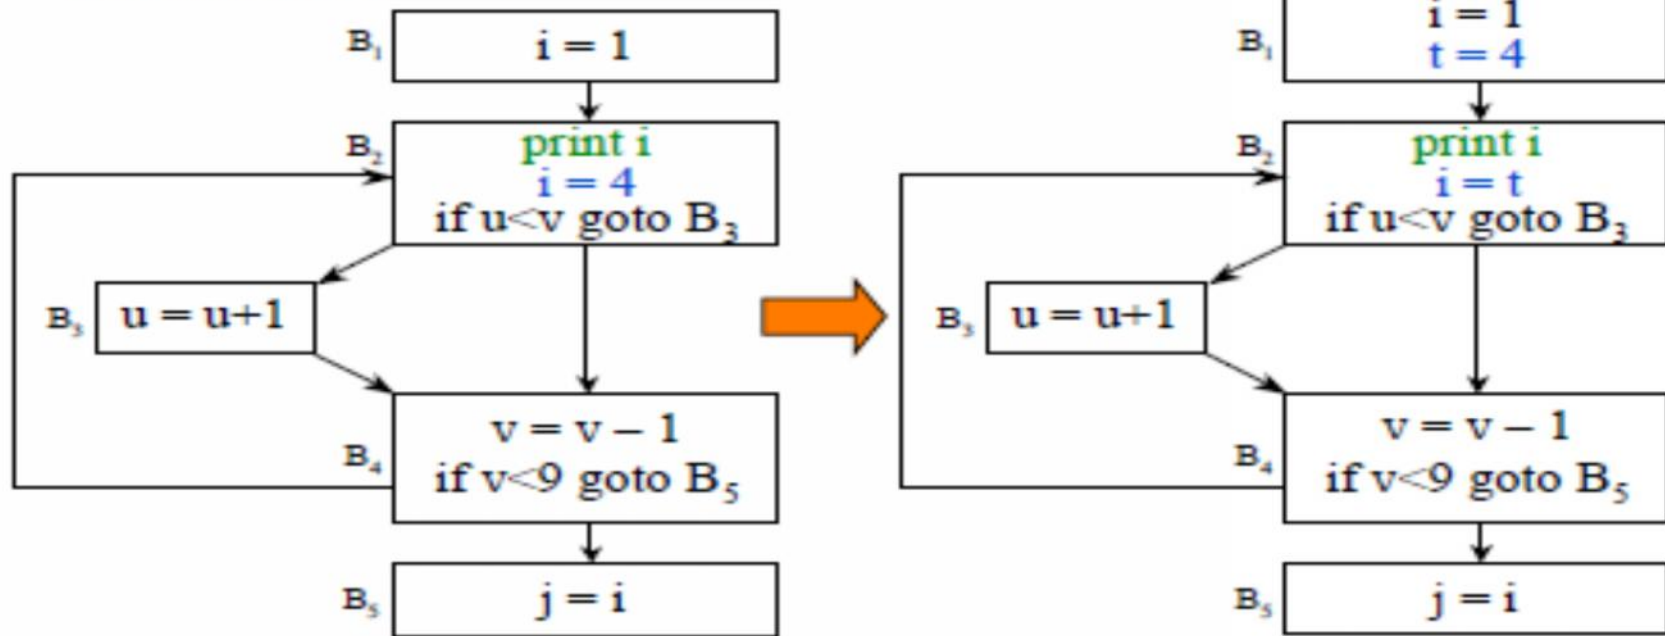 B₁
i = 1
B₂
print i
i = 4
if u<v goto B₃
B₃
u = u+1
B₄
v = v – 1
if v<9 goto B₅
B₅
j = i
B₁
i = 1
t = 4
B₂
print i
i = t
if u<v goto B₃
B₃
u = u+1
B₄
v = v – 1
if v<9 goto B₅
B₅
j = i